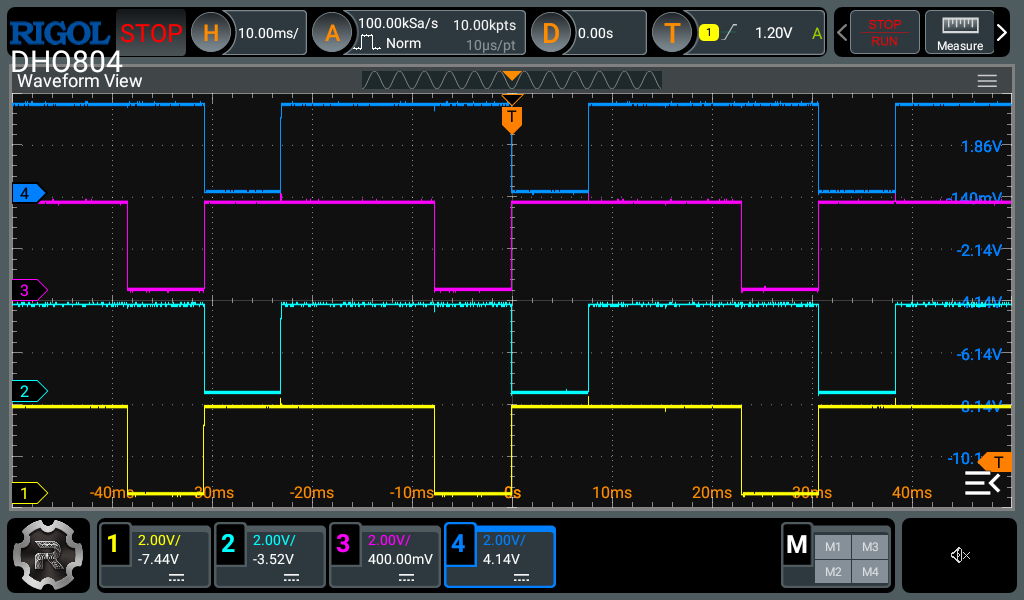 RIGOL STOP H 10.00ms/ A 100.00kSa/s 10.00kpts D 0.00s T 1 1.20V A STOP
Norm 10µs/pt RUN Measure
DHO804
Waveform View
T
1.86V
4 -140mV
-2.14V
3 -4.14V
-6.14V
2 -8.14V
T
1 -40ms -30ms -20ms -10ms 0s 10ms 20ms 30ms 40ms
1 2.00V/ 2 2.00V/ 3 2.00V/ 4 2.00V/ M M1 M3
-7.44V -3.52V 400.00mV 4.14V M2 M4
R